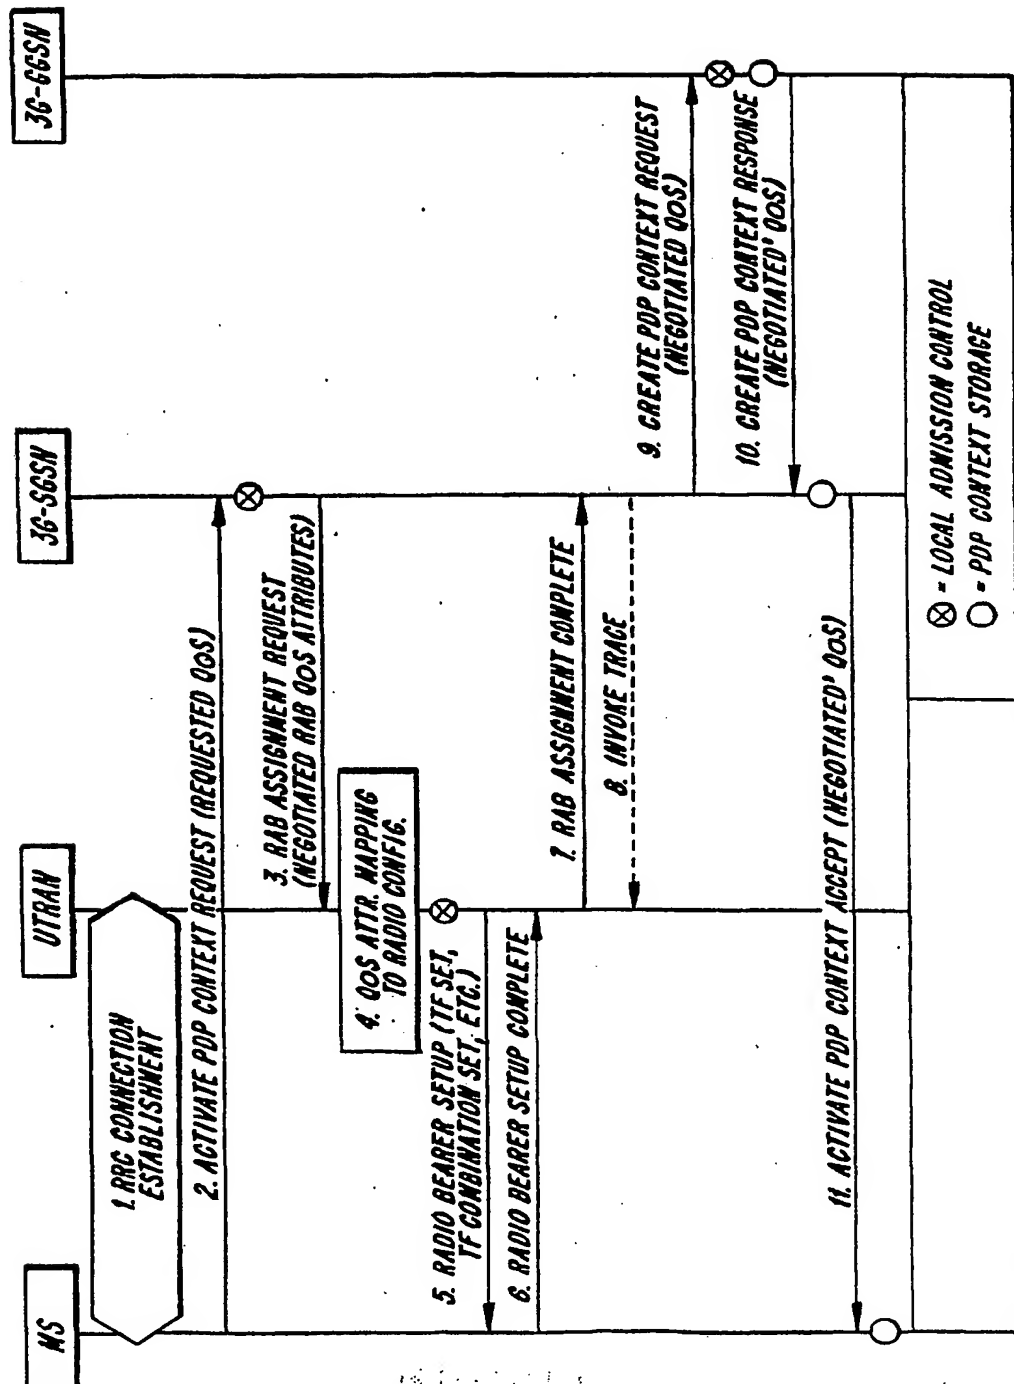 MS
UTRAN
3G-SGSN
3G-GGSN
1. RRC CONNECTION
ESTABLISHMENT
2. ACTIVATE PDP CONTEXT REQUEST (REQUESTED QOS)
3. RAB ASSIGNMENT REQUEST
(NEGOTIATED RAB QOS ATTRIBUTES)
4. QOS ATTR. MAPPING
TO RADIO CONFIG.
5. RADIO BEARER SETUP (TF SET,
TF COMBINATION SET, ETC.)
6. RADIO BEARER SETUP COMPLETE
7. RAB ASSIGNMENT COMPLETE
8. INVOKE TRACE
9. CREATE PDP CONTEXT REQUEST
(NEGOTIATED QOS)
10. CREATE PDP CONTEXT RESPONSE
(NEGOTIATED' QOS)
11. ACTIVATE PDP CONTEXT ACCEPT (NEGOTIATED' QOS)
= LOCAL ADMISSION CONTROL
= PDP CONTEXT STORAGE